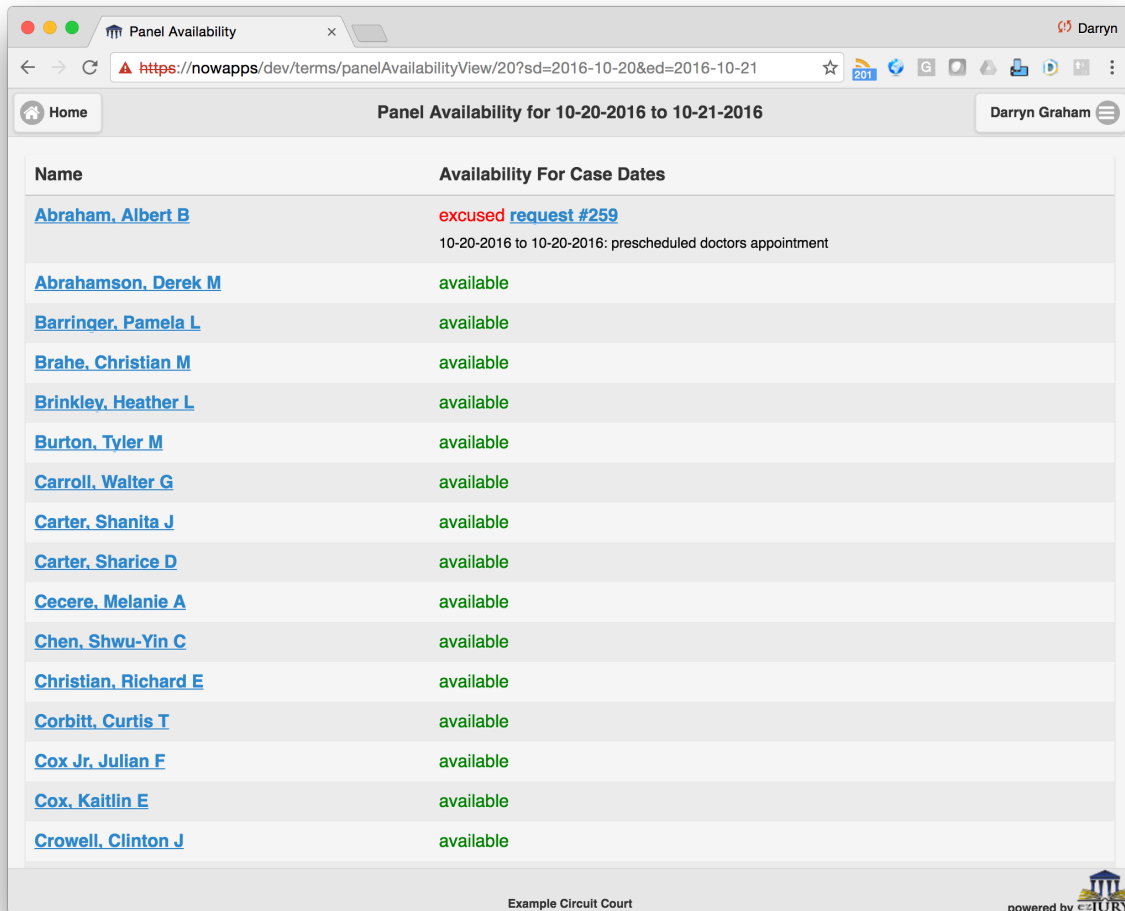 Panel Availability
Darryn
https://nowapps/dev/terms/panelAvailabilityView/20?sd=2016-10-20&ed=2016-10-21
201
G
D
Home
Panel Availability for 10-20-2016 to 10-21-2016
Darryn Graham
Name Availability For Case Dates
Abraham, Albert B excused request #259
10-20-2016 to 10-20-2016: prescheduled doctors appointment
Abrahamson, Derek M available
Barringer, Pamela L available
Brahe, Christian M available
Brinkley, Heather L available
Burton, Tyler M available
Carroll, Walter G available
Carter, Shanita J available
Carter, Sharice D available
Cecere, Melanie A available
Chen, Shwu-Yin C available
Christian, Richard E available
Corbitt, Curtis T available
Cox Jr, Julian F available
Cox, Kaitlin E available
Crowell, Clinton J available
Example Circuit Court
powered by ezJURY